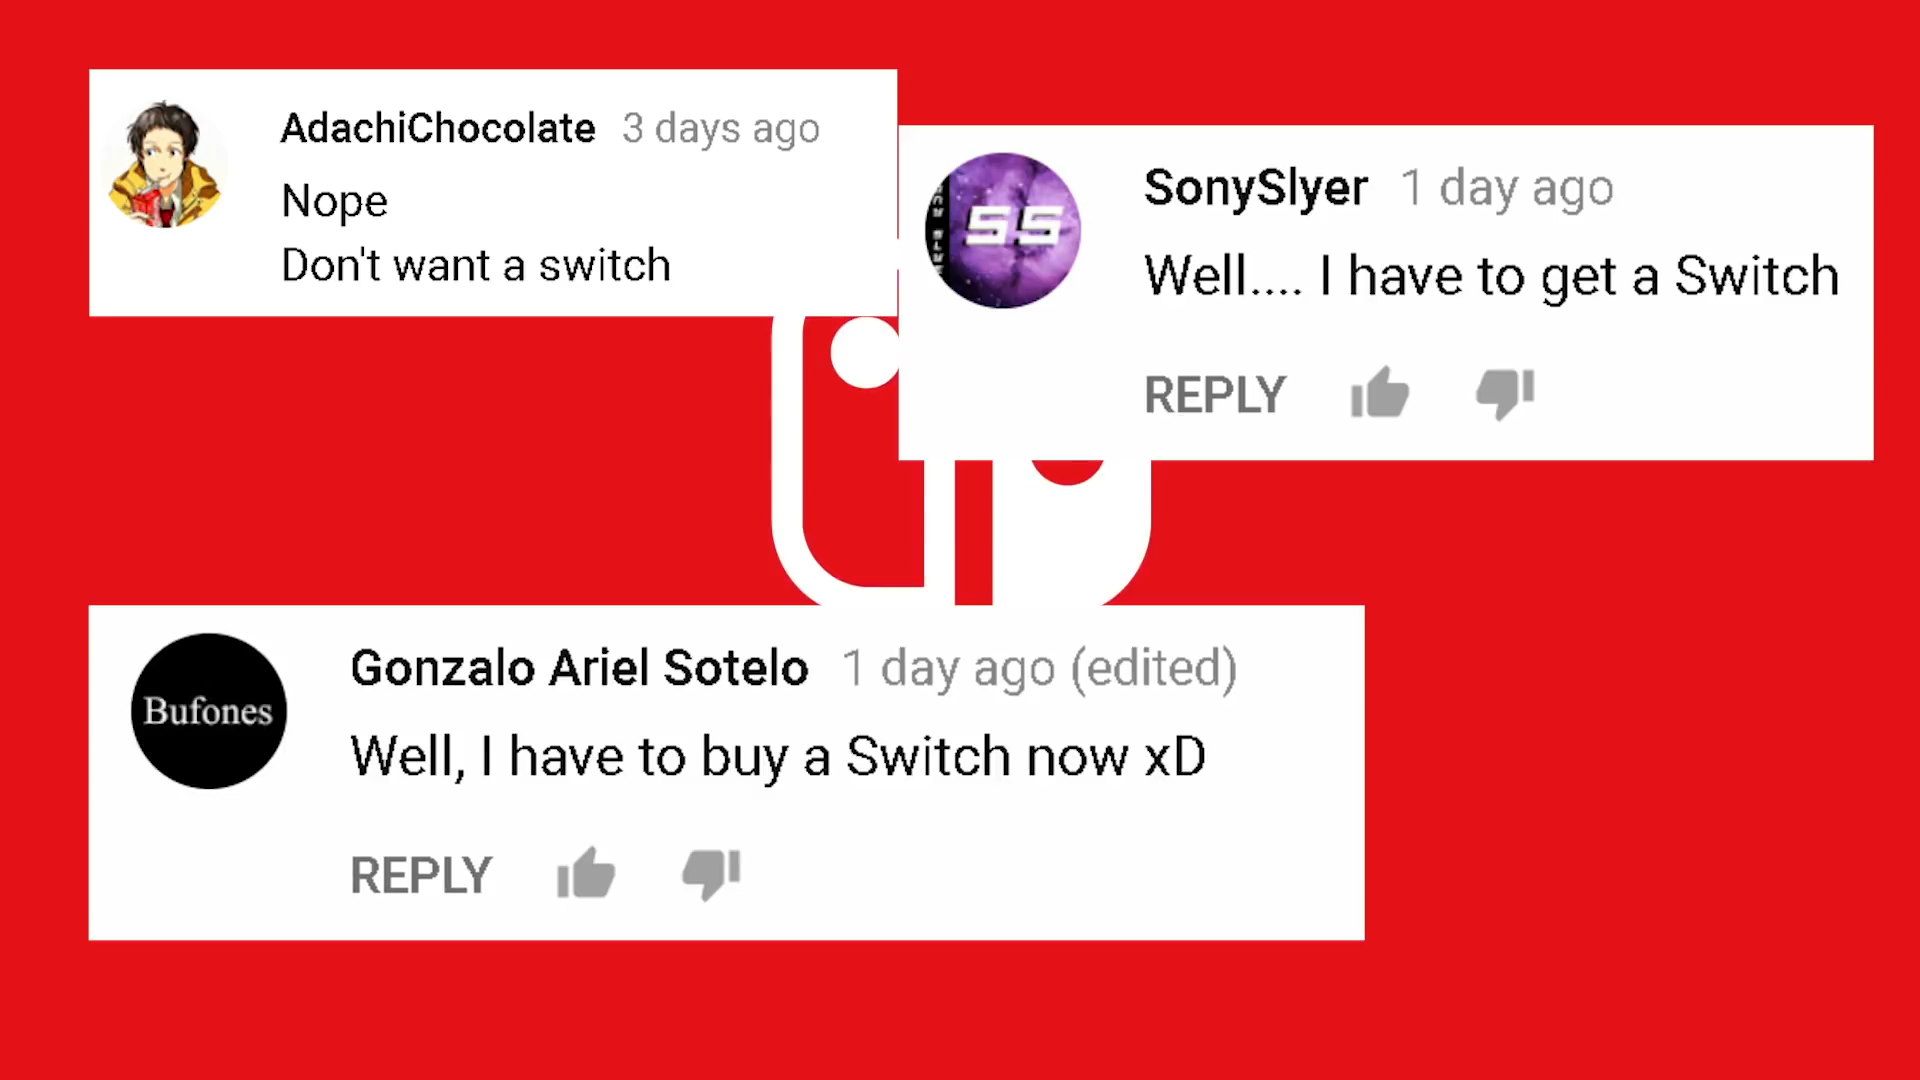 AdachiChocolate 3 days ago
Nope
Don't want a switch
SS
SonySlyer 1 day ago
Well.... I have to get a Switch
REPLY
Bufones
Gonzalo Ariel Sotelo 1 day ago (edited)
Well, I have to buy a Switch now xD
REPLY